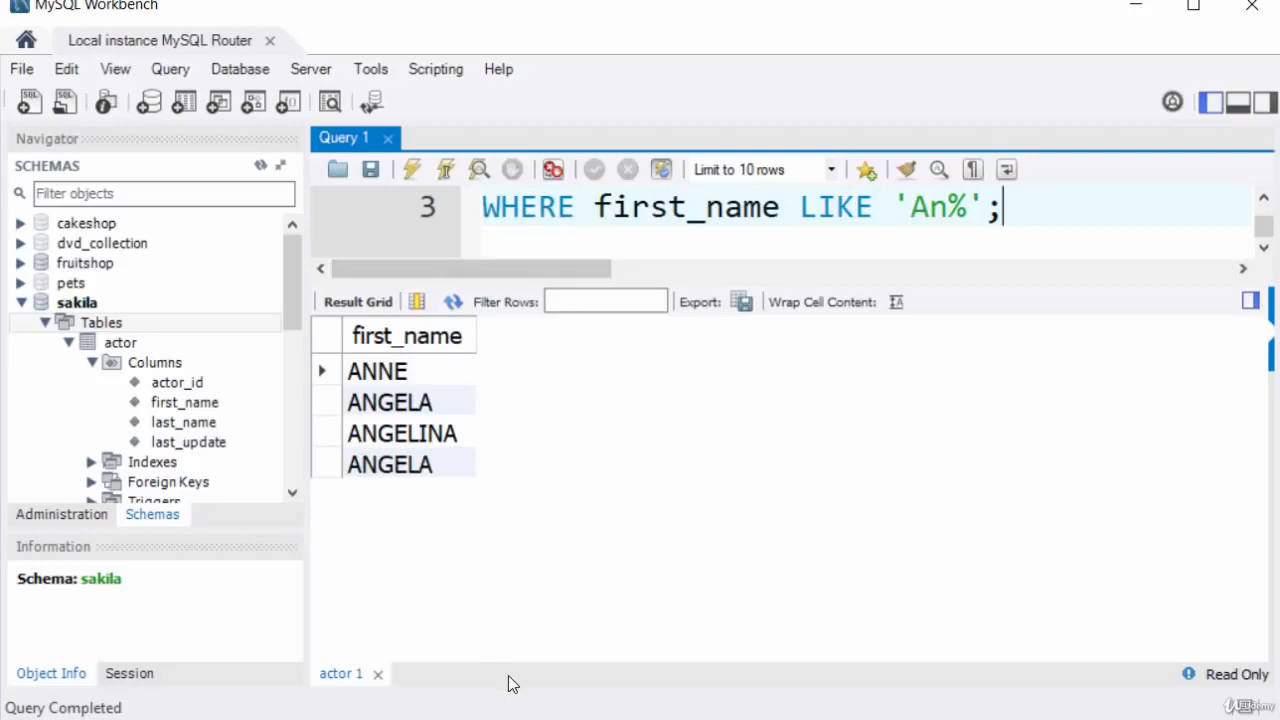 MySQL Workbench
Local instance MySQL Router
File Edit View Query Database Server Tools Scripting Help
Navigator
SCHEMAS
Filter objects
cakeshop
dvd_collection
fruitshop
pets
sakila
Tables
actor
Columns
actor_id
first_name
last_name
last_update
Indexes
Foreign Keys
Triggers
Administration Schemas
Information
Schema: sakila
Object Info Session
Query 1
Limit to 10 rows
3 WHERE first_name LIKE 'An%';
Result Grid Filter Rows: Export: Wrap Cell Content:
first_name
ANNE
ANGELA
ANGELINA
ANGELA
actor 1
Read Only
Query Completed
Udemy